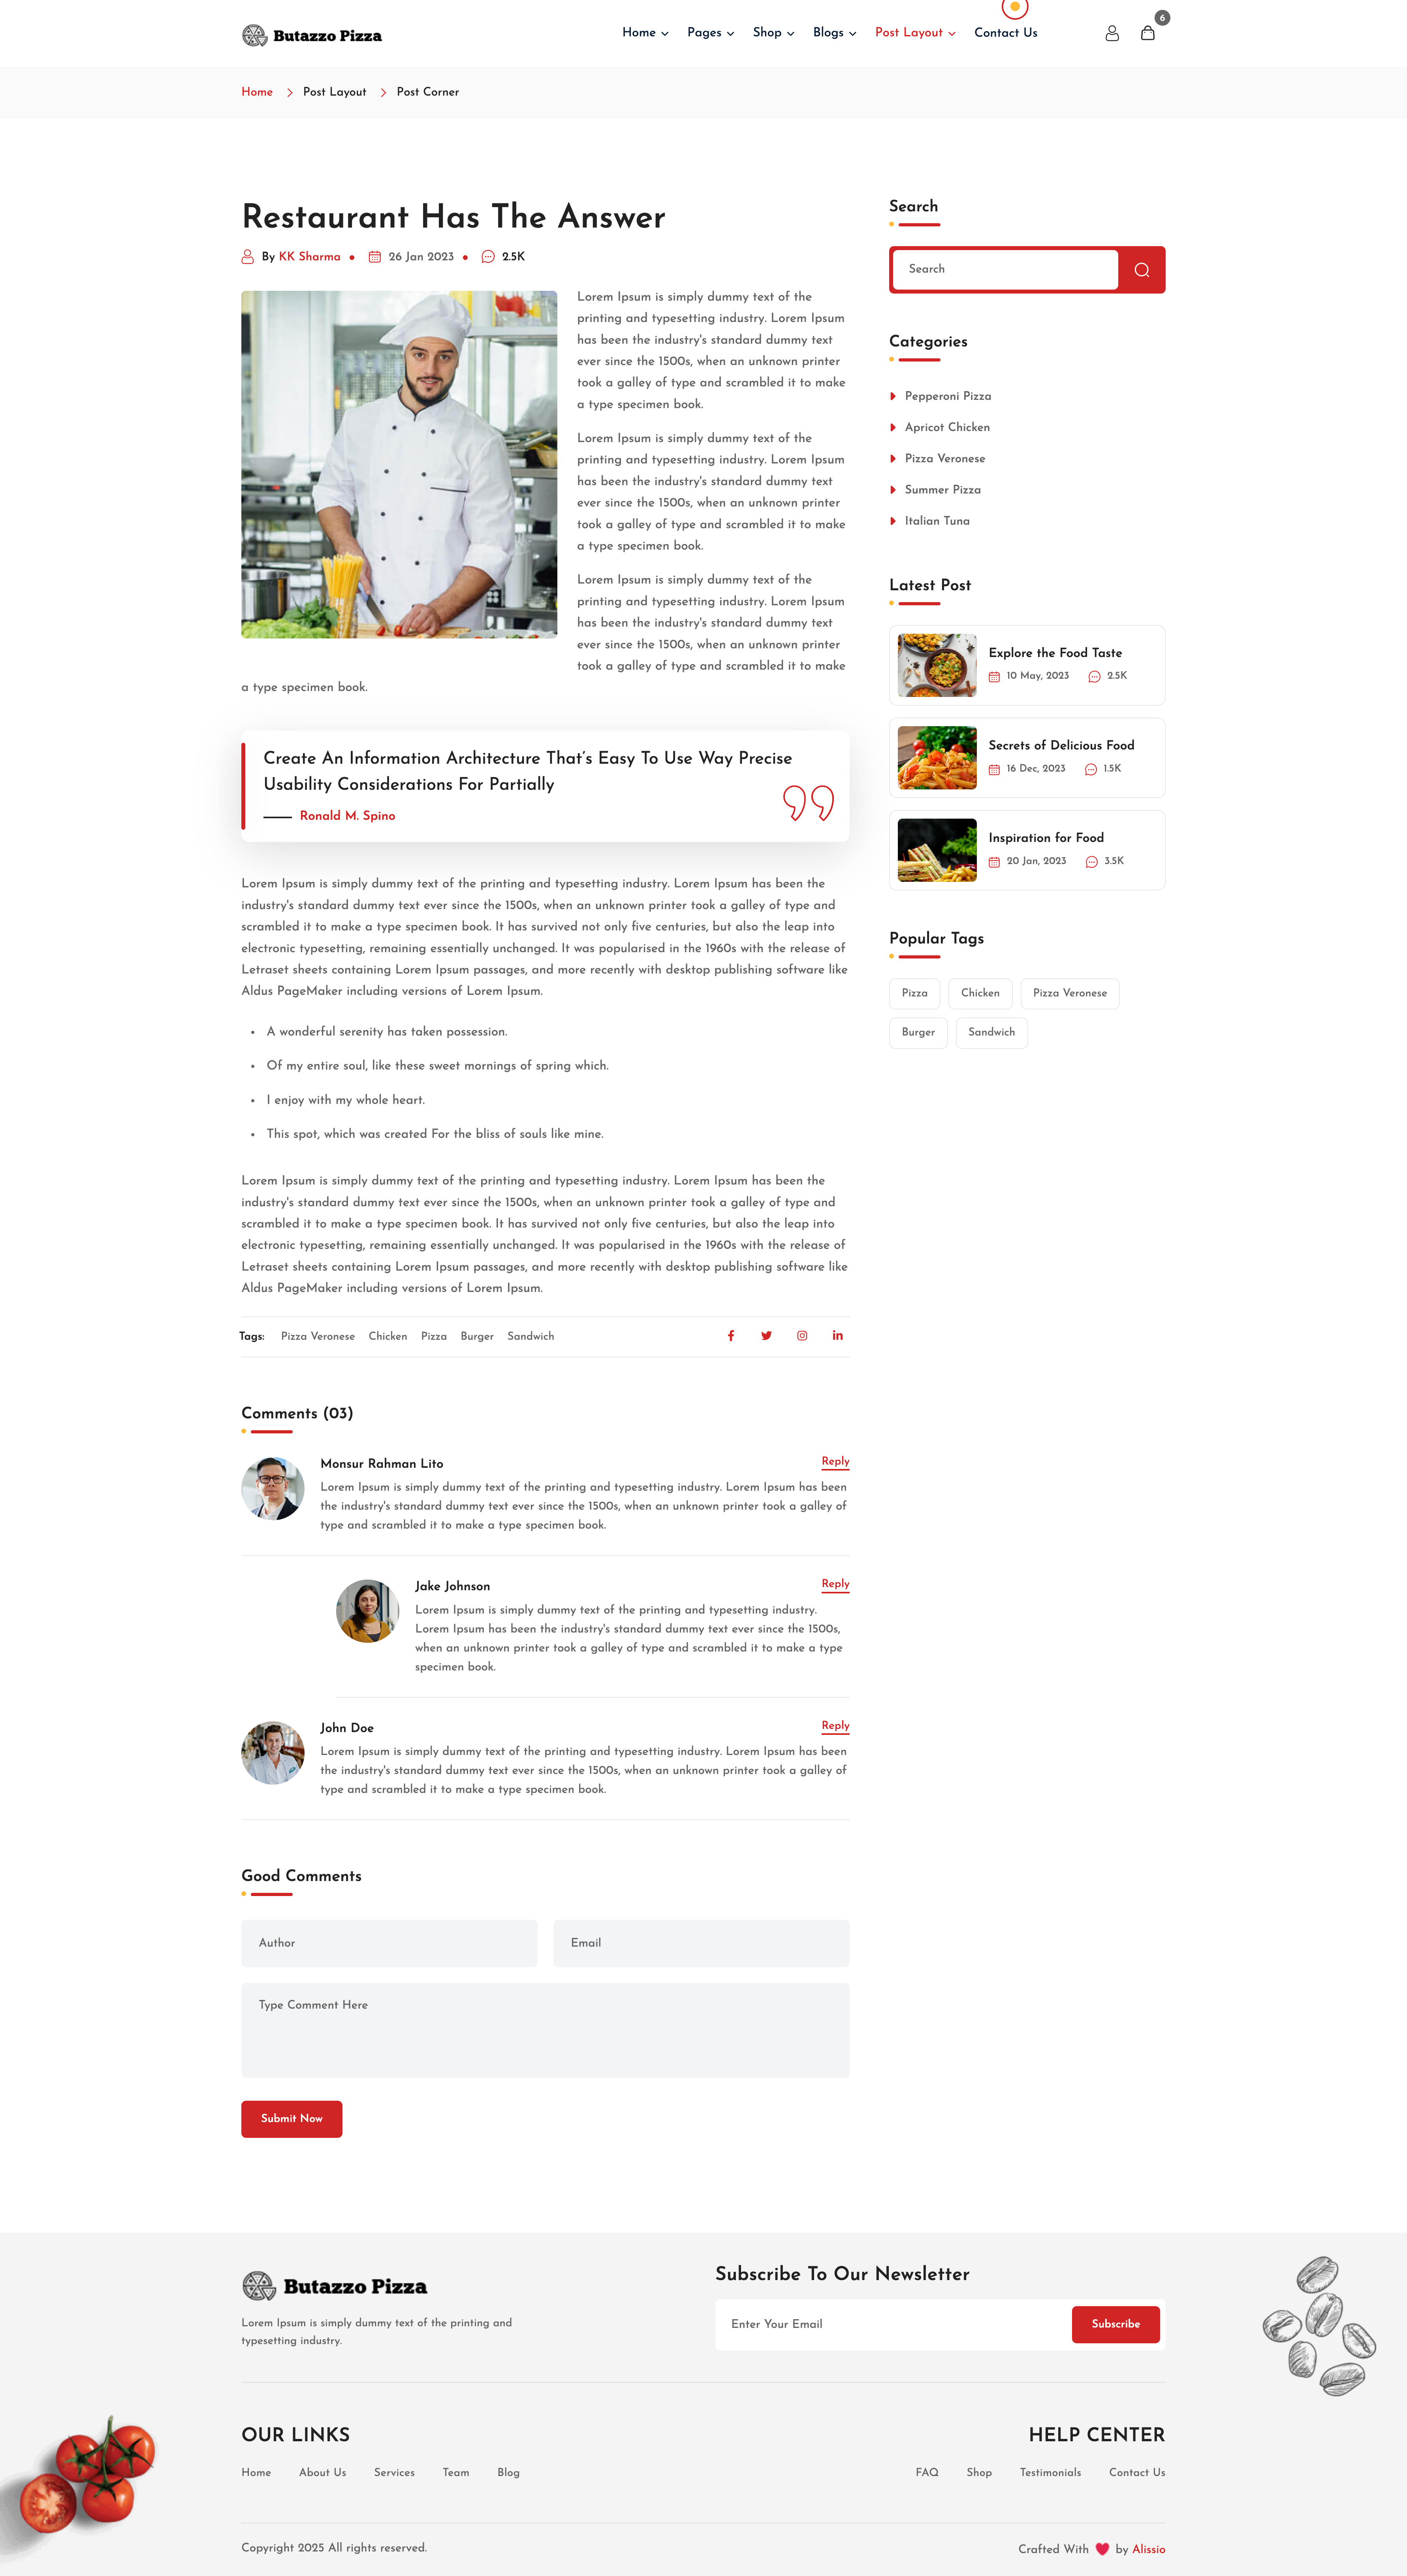 Butazzo Pizza
Home
Pages
Shop
Blogs
Post Layout
Contact Us
6
Home
Post Layout
Post Corner
Restaurant Has The Answer
By KK Sharma
26 Jan 2023
2.5K
Lorem Ipsum is simply dummy text of the
printing and typesetting industry. Lorem Ipsum
has been the industry's standard dummy text
ever since the 1500s, when an unknown printer
took a galley of type and scrambled it to make
a type specimen book.
Lorem Ipsum is simply dummy text of the
printing and typesetting industry. Lorem Ipsum
has been the industry's standard dummy text
ever since the 1500s, when an unknown printer
took a galley of type and scrambled it to make
a type specimen book.
Lorem Ipsum is simply dummy text of the
printing and typesetting industry. Lorem Ipsum
has been the industry's standard dummy text
ever since the 1500s, when an unknown printer
took a galley of type and scrambled it to make
a type specimen book.
Create An Information Architecture That's Easy To Use Way Precise
Usability Considerations For Partially
Ronald M. Spino
Lorem Ipsum is simply dummy text of the printing and typesetting industry. Lorem Ipsum has been the
industry's standard dummy text ever since the 1500s, when an unknown printer took a galley of type and
scrambled it to make a type specimen book. It has survived not only five centuries, but also the leap into
electronic typesetting, remaining essentially unchanged. It was popularised in the 1960s with the release of
Letraset sheets containing Lorem Ipsum passages, and more recently with desktop publishing software like
Aldus PageMaker including versions of Lorem Ipsum.
• A wonderful serenity has taken possession.
• Of my entire soul, like these sweet mornings of spring which.
• I enjoy with my whole heart.
• This spot, which was created For the bliss of souls like mine.
Lorem Ipsum is simply dummy text of the printing and typesetting industry. Lorem Ipsum has been the
industry's standard dummy text ever since the 1500s, when an unknown printer took a galley of type and
scrambled it to make a type specimen book. It has survived not only five centuries, but also the leap into
electronic typesetting, remaining essentially unchanged. It was popularised in the 1960s with the release of
Letraset sheets containing Lorem Ipsum passages, and more recently with desktop publishing software like
Aldus PageMaker including versions of Lorem Ipsum.
Tags: Pizza Veronese Chicken Pizza Burger Sandwich
Comments (03)
Monsur Rahman Lito
Reply
Lorem Ipsum is simply dummy text of the printing and typesetting industry. Lorem Ipsum has been
the industry's standard dummy text ever since the 1500s, when an unknown printer took a galley of
type and scrambled it to make a type specimen book.
Jake Johnson
Reply
Lorem Ipsum is simply dummy text of the printing and typesetting industry.
Lorem Ipsum has been the industry's standard dummy text ever since the 1500s,
when an unknown printer took a galley of type and scrambled it to make a type
specimen book.
John Doe
Reply
Lorem Ipsum is simply dummy text of the printing and typesetting industry. Lorem Ipsum has been
the industry's standard dummy text ever since the 1500s, when an unknown printer took a galley of
type and scrambled it to make a type specimen book.
Good Comments
Author
Email
Type Comment Here
Submit Now
Search
Search
Categories
Pepperoni Pizza
Apricot Chicken
Pizza Veronese
Summer Pizza
Italian Tuna
Latest Post
Explore the Food Taste
10 May, 2023 2.5K
Secrets of Delicious Food
16 Dec, 2023 1.5K
Inspiration for Food
20 Jan, 2023 3.5K
Popular Tags
Pizza
Chicken
Pizza Veronese
Burger
Sandwich
Butazzo Pizza
Lorem Ipsum is simply dummy text of the printing and
typesetting industry.
Subscribe To Our Newsletter
Enter Your Email
Subscribe
OUR LINKS
Home About Us Services Team Blog
HELP CENTER
FAQ Shop Testimonials Contact Us
Copyright 2025 All rights reserved.
Crafted With by Alissio